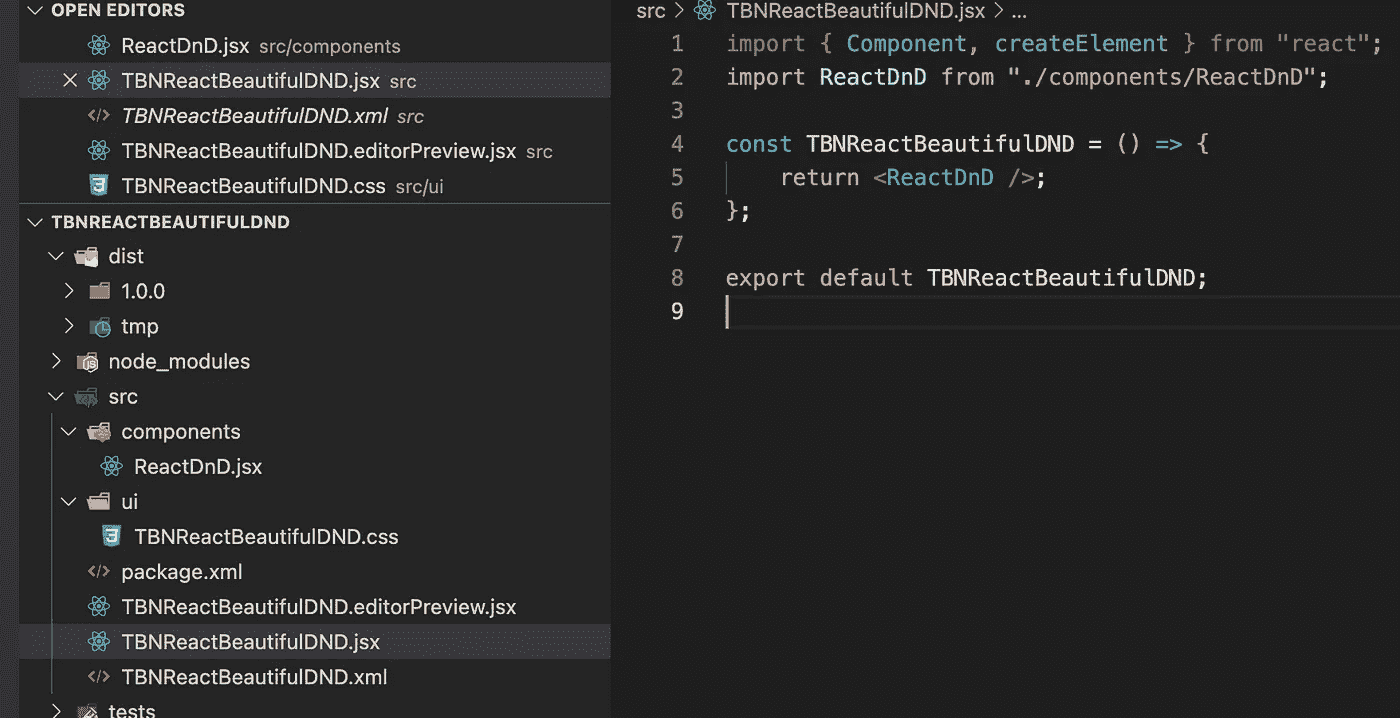 OPEN EDITORS
ReactDnD.jsx src/components
TBNReactBeautifulDND.jsx src
TBNReactBeautifulDND.xml src
TBNReactBeautifulDND.editorPreview.jsx src
TBNReactBeautifulDND.css src/ui
TBNREACTBEAUTIFULDND
dist
1.0.0
tmp
node_modules
src
components
ReactDnD.jsx
ui
TBNReactBeautifulDND.css
package.xml
TBNReactBeautifulDND.editorPreview.jsx
TBNReactBeautifulDND.jsx
TBNReactBeautifulDND.xml
tests
src > TBNReactBeautifulDND.jsx > ...
1 import { Component, createElement } from "react";
2 import ReactDnD from "./components/ReactDnD";
3
4 const TBNReactBeautifulDND = () => {
5     return <ReactDnD />;
6 };
7
8 export default TBNReactBeautifulDND;
9